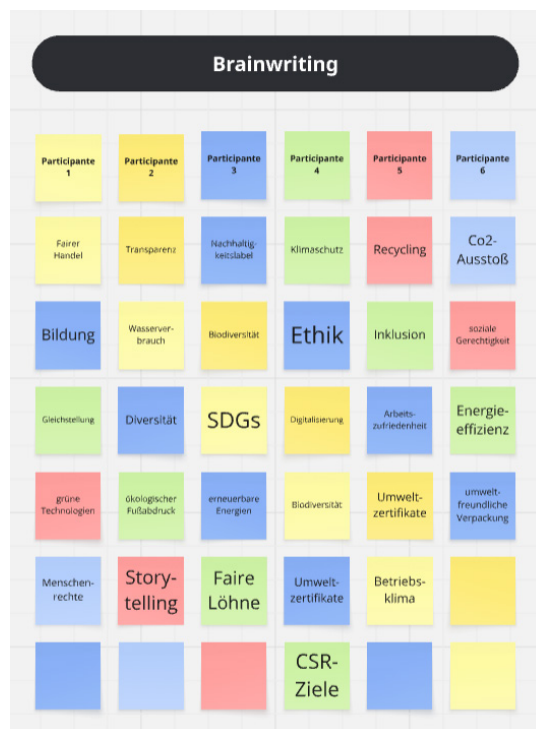 Brainwriting
Participante
1
Participante
2
Participante
3
Participante
4
Participante
5
Participante
6
Fairer
Handel
Transparenz
Nachhaltig-
keitslabel
Klimaschutz
Recycling
Co2-
Ausstoß
Bildung
Wasserver-
brauch
Biodiversität
Ethik
Inklusion
soziale
Gerechtigkeit
Gleichstellung
Diversität
SDGs
Digitalisierung
Arbeits-
zufriedenheit
Energie-
effizienz
grüne
Technologien
ökologischer
Fußabdruck
erneuerbare
Energien
Biodiversität
Umwelt-
zertifikate
umwelt-
freundliche
Verpackung
Menschen-
rechte
Story-
telling
Faire
Löhne
Umwelt-
zertifikate
Betriebs-
klima
CSR-
Ziele